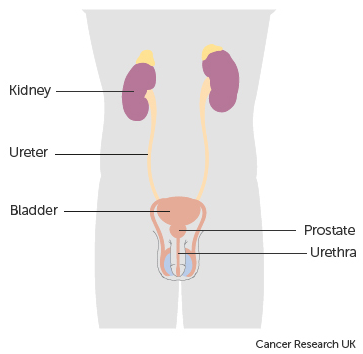 Kidney
Ureter
Bladder
Prostate
Urethra
Cancer Research UK